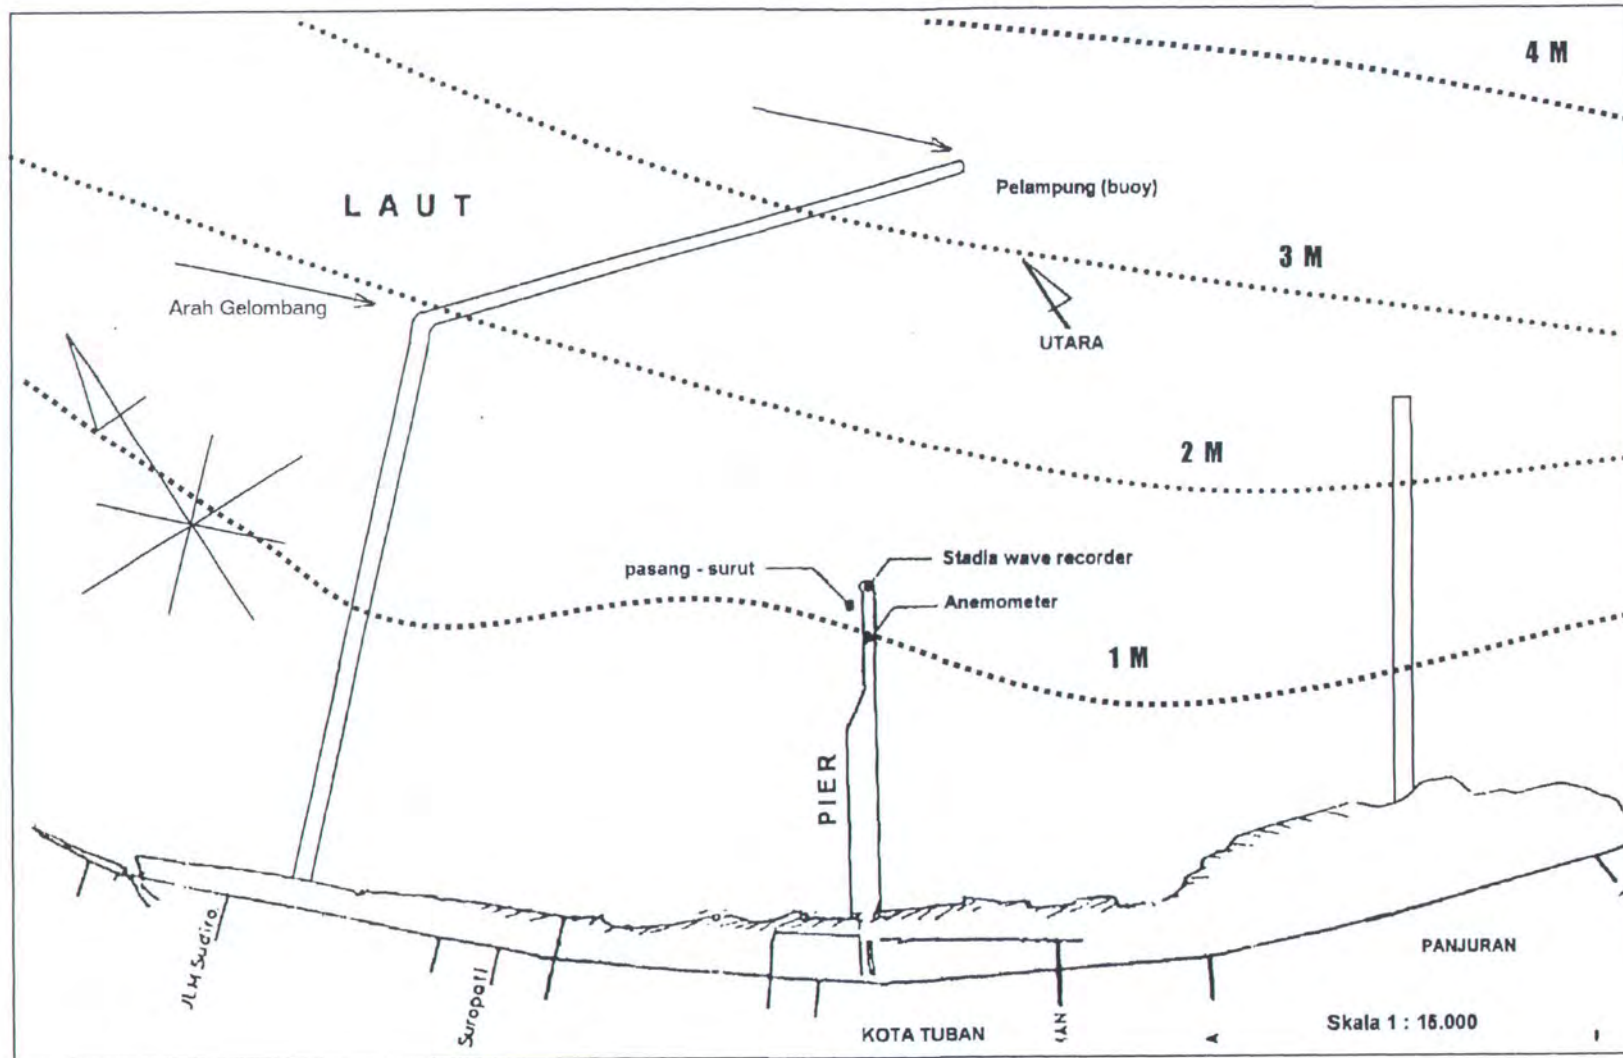 4 M
Pelampung (buoy)
L A U T
3 M
Arah Gelombang
UTARA
2 M
Stadia wave recorder
pasang - surut
Anemometer
1 M
PIER
JL M Sudiro
Suropati
PANJURAN
Skala 1 : 15.000
KOTA TUBAN
A